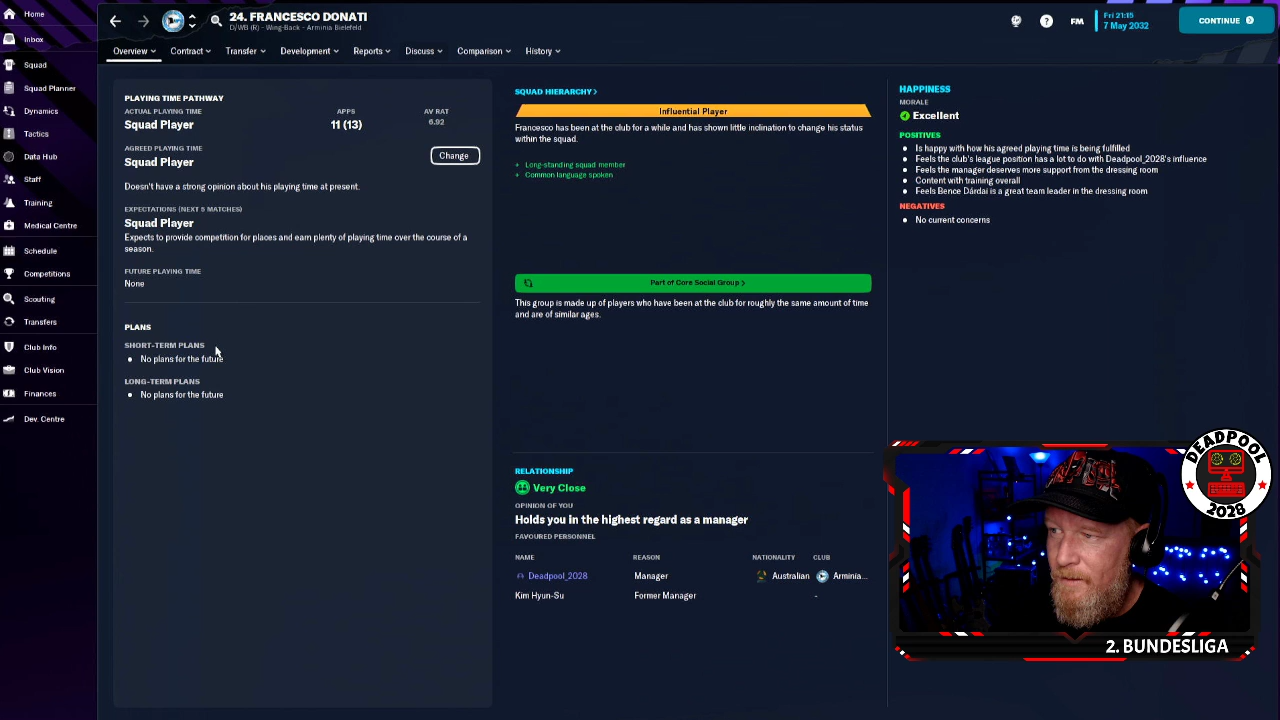 24. FRANCESCO DONATI
D/WB (R) - Wing-Back - Arminia Bielefeld
FM
Fri 21:15
7 May 2032
CONTINUE
Home
Inbox
Squad
Squad Planner
Dynamics
Tactics
Data Hub
Staff
Training
Medical Centre
Schedule
Competitions
Scouting
Transfers
Club Info
Club Vision
Finances
Dev. Centre
Overview
Contract
Transfer
Development
Reports
Discuss
Comparison
History
PLAYING TIME PATHWAY
ACTUAL PLAYING TIME APPS AV RAT
Squad Player 11 (13) 6.92
AGREED PLAYING TIME
Squad Player
Change
Doesn't have a strong opinion about his playing time at present.
EXPECTATIONS (NEXT 5 MATCHES)
Squad Player
Expects to provide competition for places and earn plenty of playing time over the course of a
season.
FUTURE PLAYING TIME
None
PLANS
SHORT-TERM PLANS
No plans for the future
LONG-TERM PLANS
No plans for the future
SQUAD HIERARCHY >
Influential Player
Francesco has been at the club for a while and has shown little inclination to change his status
within the squad.
+ Long-standing squad member
+ Common language spoken
Part of Core Social Group >
This group is made up of players who have been at the club for roughly the same amount of time
and are of similar ages.
RELATIONSHIP
Very Close
OPINION OF YOU
Holds you in the highest regard as a manager
FAVOURED PERSONNEL
NAME REASON NATIONALITY CLUB
Deadpool_2028 Manager Australian Arminia...
Kim Hyun-Su Former Manager -
HAPPINESS
MORALE
Excellent
POSITIVES
Is happy with how his agreed playing time is being fulfilled
Feels the club's league position has a lot to do with Deadpool_2028's influence
Feels the manager deserves more support from the dressing room
Content with training overall
Feels Bence Dárdai is a great team leader in the dressing room
NEGATIVES
No current concerns
DEADPOOL
2028
2. BUNDESLIGA